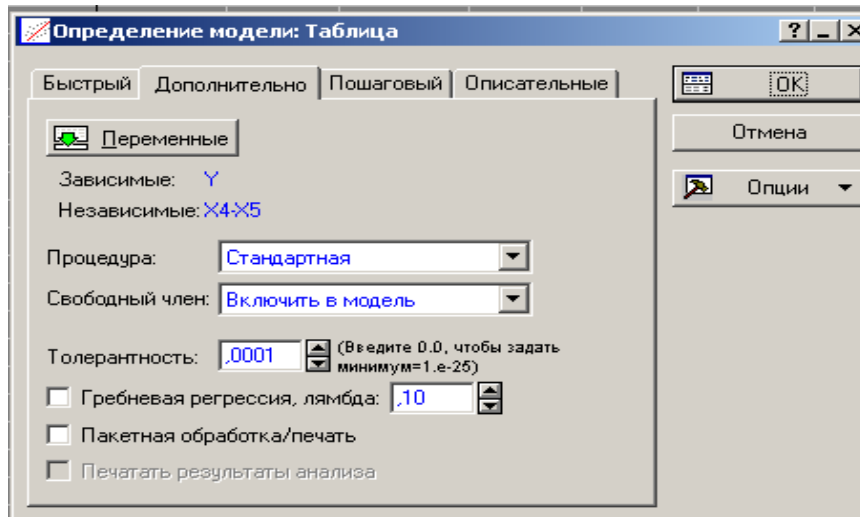 Определение модели: Таблица
Быстрый Дополнительно Пошаговый Описательные
OK
Переменные
Отмена
Зависимые: Y
Опции
Независимые: X4-X5
Процедура: Стандартная
Свободный член: Включить в модель
Толерантность: ,0001 (Введите 0.0, чтобы задать
минимум=1.e-25)
Гребневая регрессия, лямбда: ,10
Пакетная обработка/печать
Печатать результаты анализа